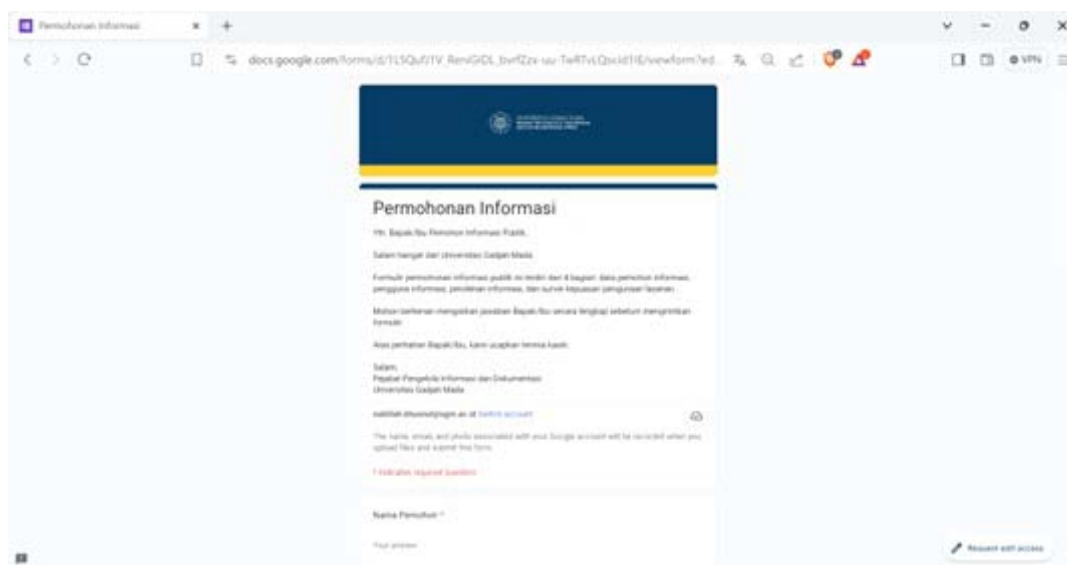 Permohonan Informasi
docs.google.com/forms/d/
VPN
Permohonan Informasi
Yth. Bapak/Ibu Pemohon Informasi Publik,
Salam hangat dari Universitas Gadjah Mada
Formulir permohonan informasi publik ini terdiri dari 4 bagian: data pemohon informasi,
pengguna informasi, perolehan informasi, dan survei kepuasan penggunaan layanan.
Mohon berkenan mengisikan jawaban Bapak/Ibu secara lengkap sebelum mengirimkan
formulir.
Atas perhatian Bapak/Ibu, kami ucapkan terima kasih.
Salam,
Pejabat Pengelola Informasi dan Dokumentasi
Universitas Gadjah Mada
Switch account
The name, email, and photo associated with your Google account will be recorded when you
upload files and submit this form.
* Indicates required question
Nama Pemohon *
Your answer
Request edit access